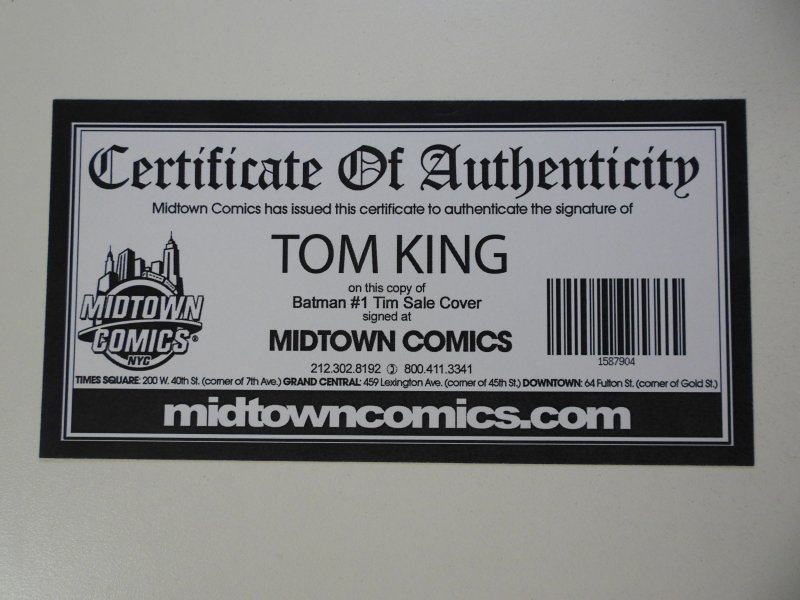 Certificate Of Authenticity
Midtown Comics has issued this certificate to authenticate the signature of
TOM KING
on this copy of
Batman #1 Tim Sale Cover
signed at
MIDTOWN COMICS
212.302.8192 800.411.3341
MIDTOWN
COMICS®
NYC
1587904
TIMES SQUARE: 200 W. 40th St. (corner of 7th Ave.) GRAND CENTRAL: 459 Lexington Ave. (corner of 45th St.) DOWNTOWN: 64 Fulton St. (corner of Gold St.)
midtowncomics.com